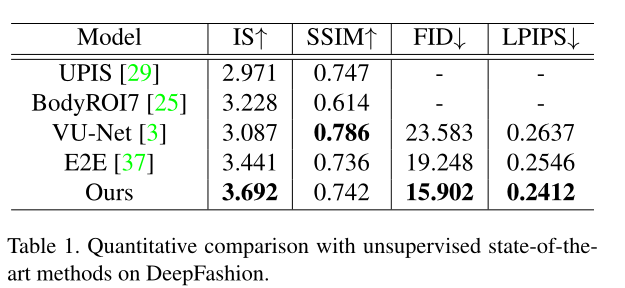 Model IS↑ SSIM↑ FID↓ LPIPS↓
UPIS [29] 2.971 0.747 - -
BodyROI7 [25] 3.228 0.614 - -
VU-Net [3] 3.087 0.786 23.583 0.2637
E2E [37] 3.441 0.736 19.248 0.2546
Ours 3.692 0.742 15.902 0.2412
Table 1. Quantitative comparison with unsupervised state-of-the-
art methods on DeepFashion.